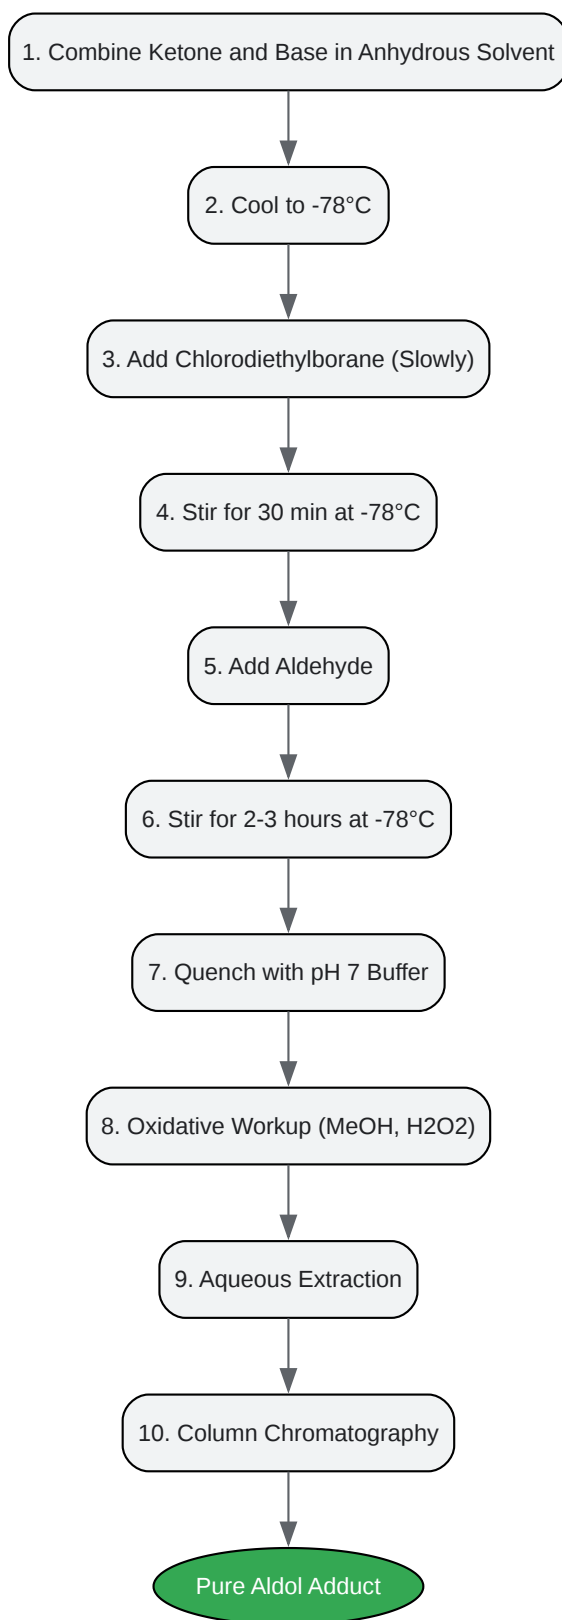 1. Combine Ketone and Base in Anhydrous Solvent
2. Cool to -78°C
3. Add Chlorodiethylborane (Slowly)
4. Stir for 30 min at -78°C
5. Add Aldehyde
6. Stir for 2-3 hours at -78°C
7. Quench with pH 7 Buffer
8. Oxidative Workup (MeOH, H2O2)
9. Aqueous Extraction
10. Column Chromatography
Pure Aldol Adduct